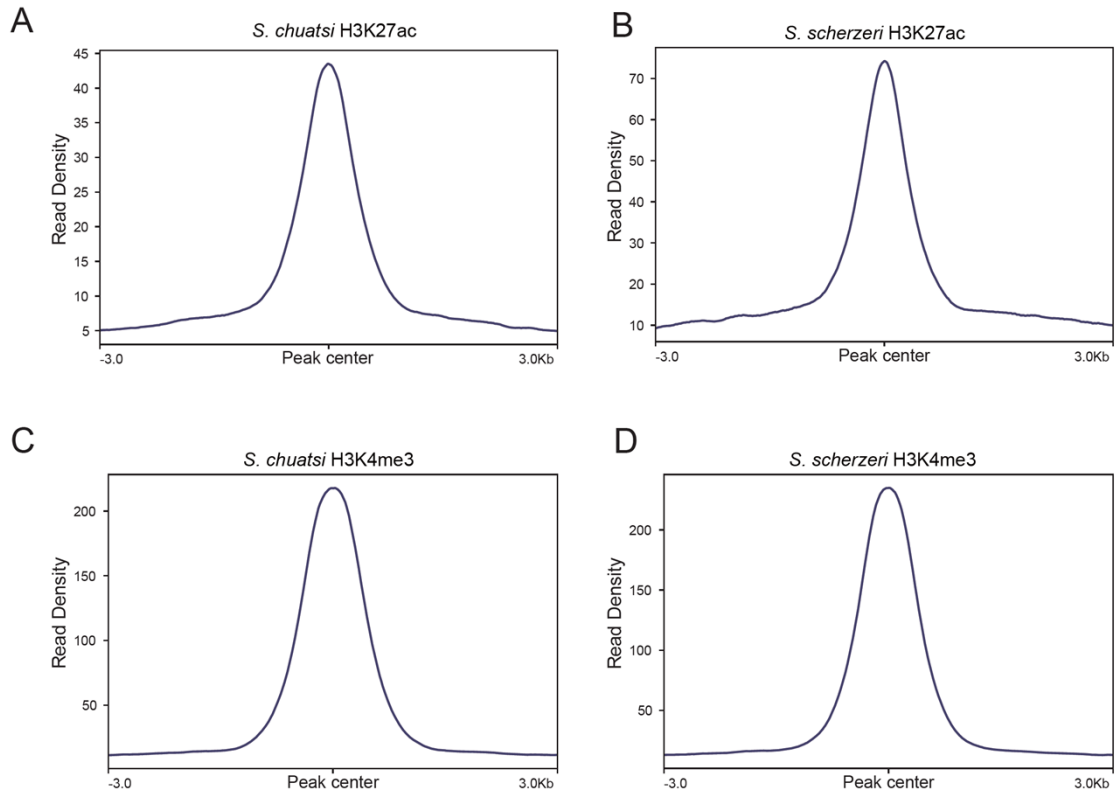 A
S. chuatsi H3K27ac
45
40
35
30
25
20
15
10
5
Read Density
-3.0
Peak center
3.0Kb
B
S. scherzeri H3K27ac
70
60
50
40
30
20
10
Read Density
-3.0
Peak center
3.0Kb
C
S. chuatsi H3K4me3
200
150
100
50
Read Density
-3.0
Peak center
3.0Kb
D
S. scherzeri H3K4me3
200
150
100
50
Read Density
-3.0
Peak center
3.0Kb